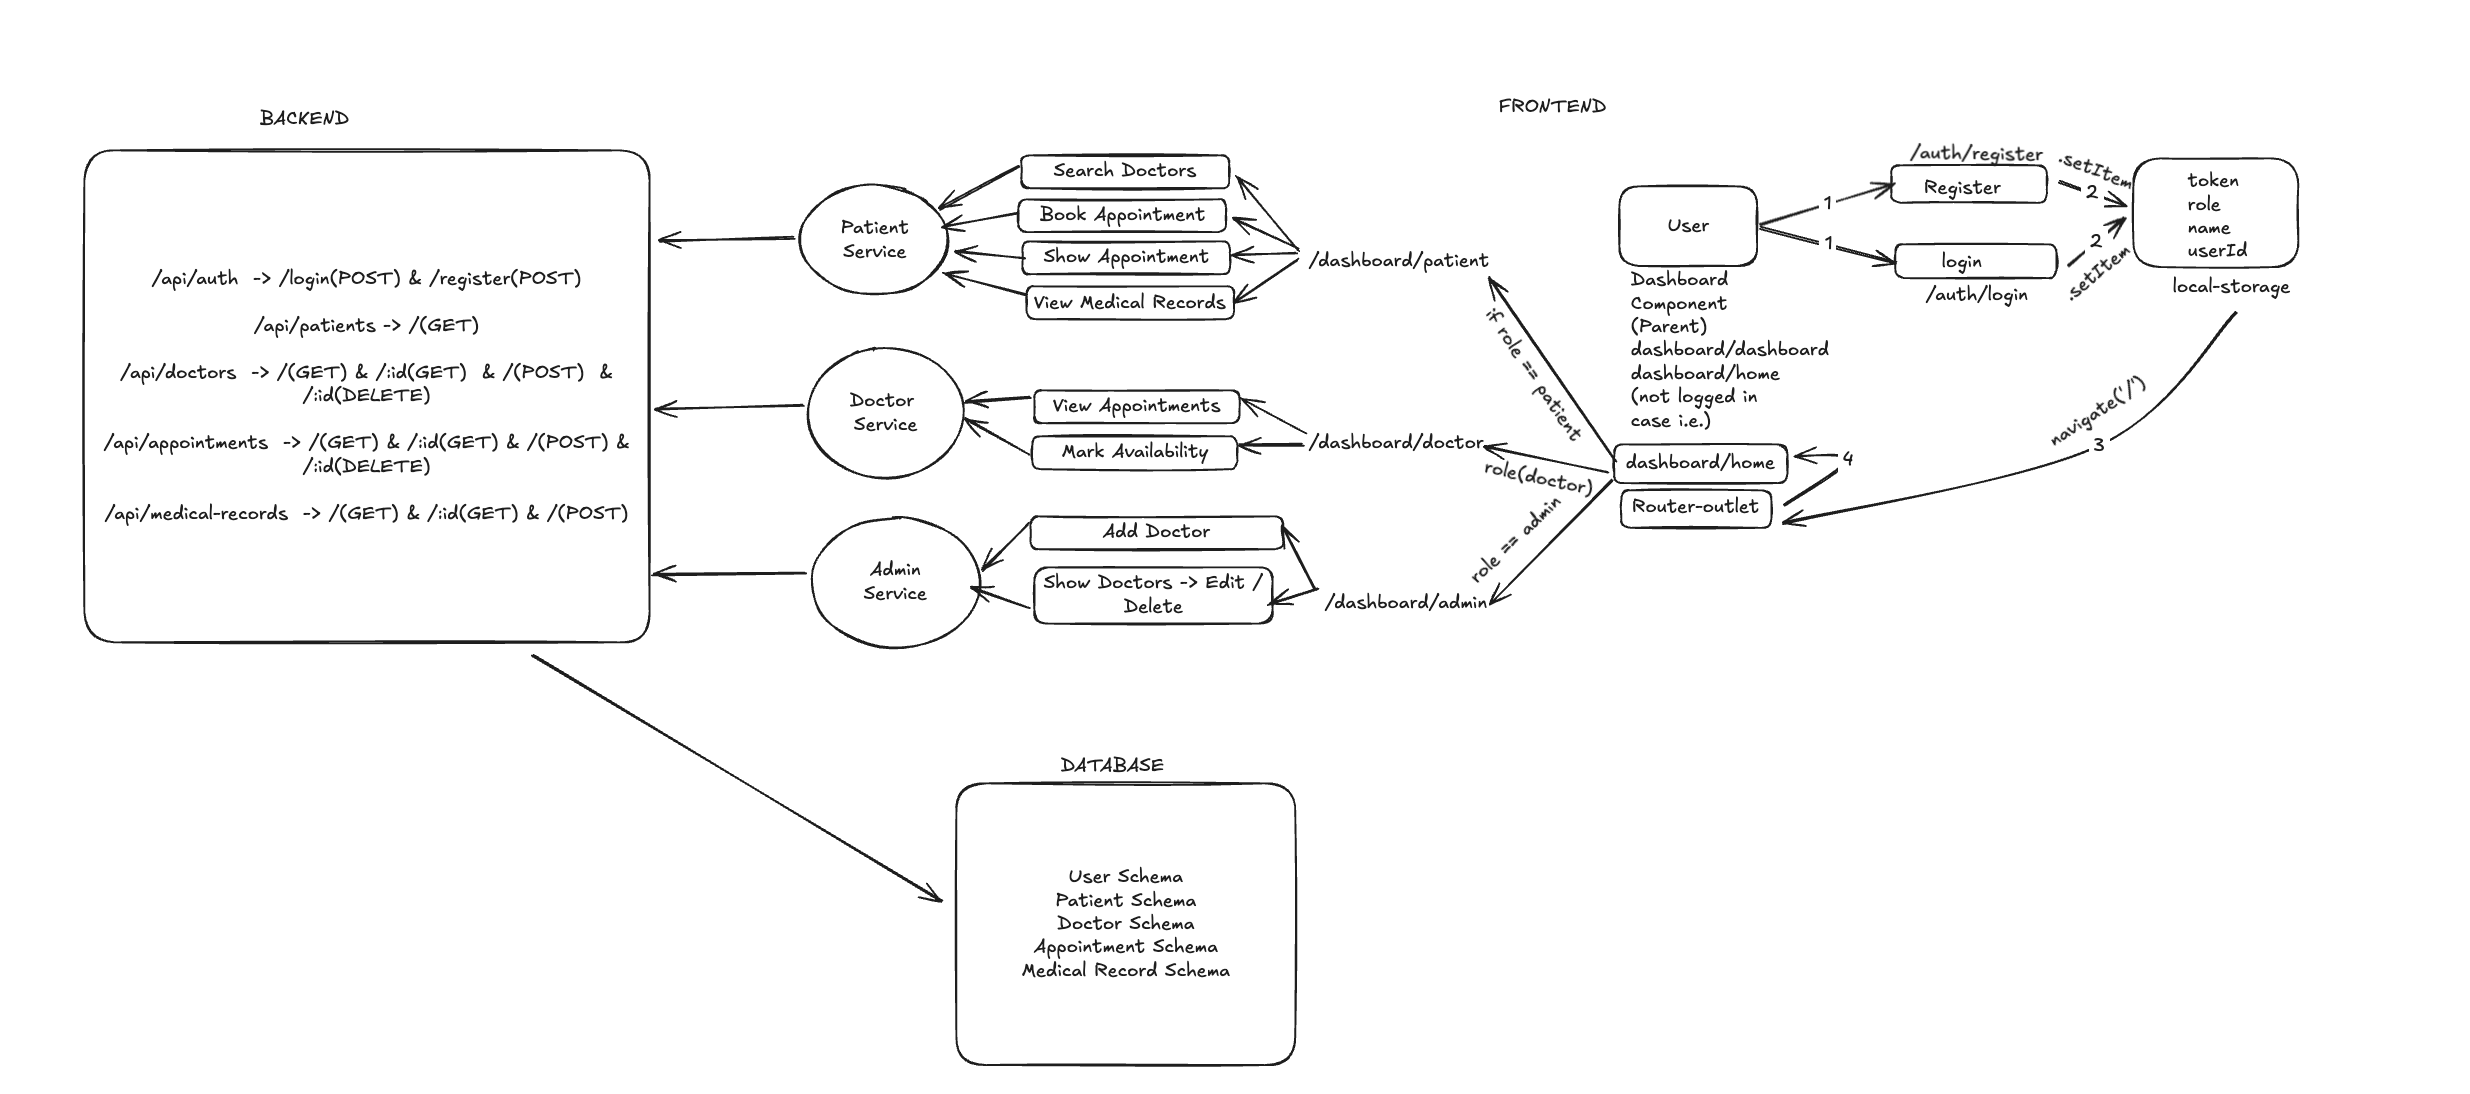 BACKEND
/api/auth -> /login(POST) & /register(POST)
/api/patients -> /(GET)
/api/doctors -> /(GET) & /:id(GET) & /(POST) &
/:id(DELETE)
/api/appointments -> /(GET) & /:id(GET) & /(POST) &
/:id(DELETE)
/api/medical-records -> /(GET) & /:id(GET) & /(POST)
Patient
Service
Doctor
Service
Admin
Service
Search Doctors
Book Appointment
Show Appointment
View Medical Records
View Appointments
Mark Availability
Add Doctor
Show Doctors -> Edit /
Delete
/dashboard/patient
/dashboard/doctor
/dashboard/admin
FRONTEND
if role == patient
role(doctor)
role == admin
User
Dashboard
Component
(Parent)
dashboard/dashboard
dashboard/home
(not logged in
case i.e.)
dashboard/home
Router-outlet
1
1
/auth/register
Register
login
/auth/login
.setItem
2
2
.setItem
token
role
name
userId
local-storage
navigate('/')
3
4
DATABASE
User Schema
Patient Schema
Doctor Schema
Appointment Schema
Medical Record Schema